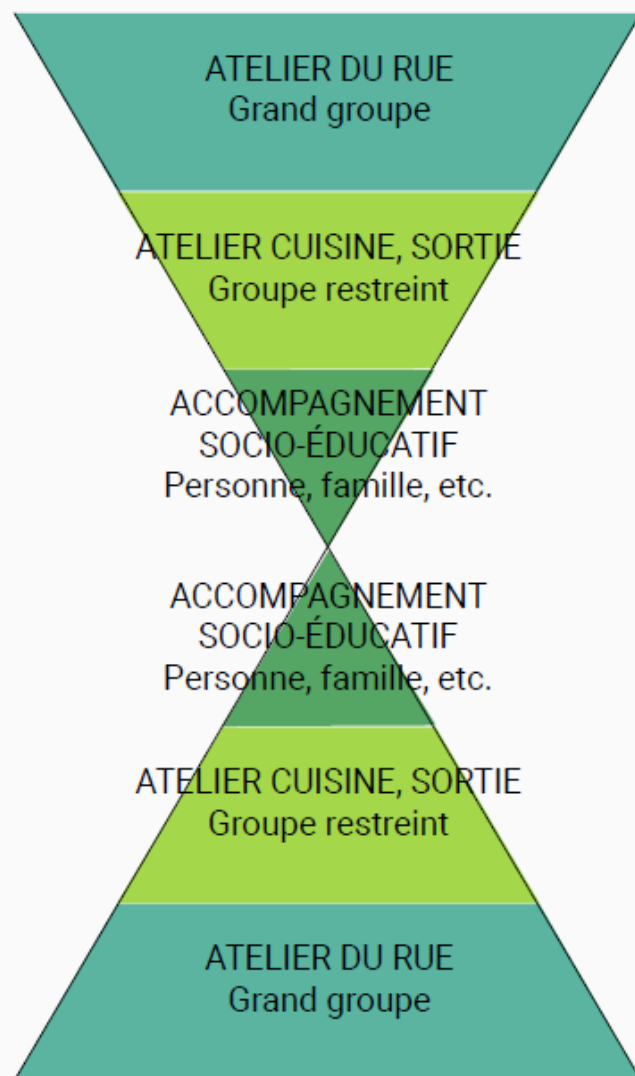 ATELIER DU RUE
Grand groupe
ATELIER CUISINE, SORTIE
Groupe restreint
ACCOMPAGNEMENT
SOCIO-ÉDUCATIF
Personne, famille, etc.
ACCOMPAGNEMENT
SOCIO-ÉDUCATIF
Personne, famille, etc.
ATELIER CUISINE, SORTIE
Groupe restreint
ATELIER DU RUE
Grand groupe